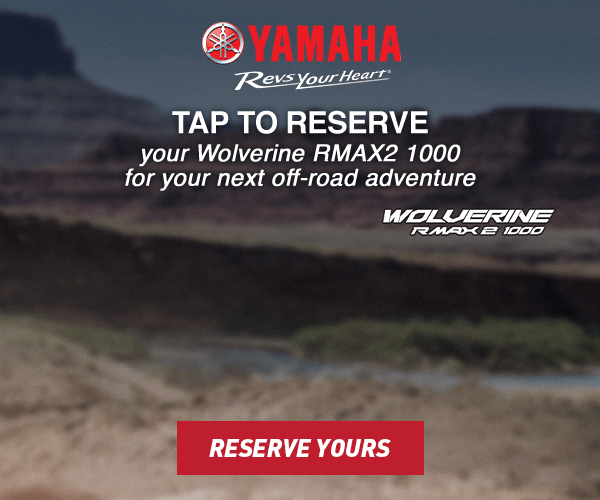 YAMAHA
Revs Your Heart
TAP TO RESERVE
your Wolverine RMAX2 1000
for your next off-road adventure
WOLVERINE
RMAX 2 1000
RESERVE YOURS